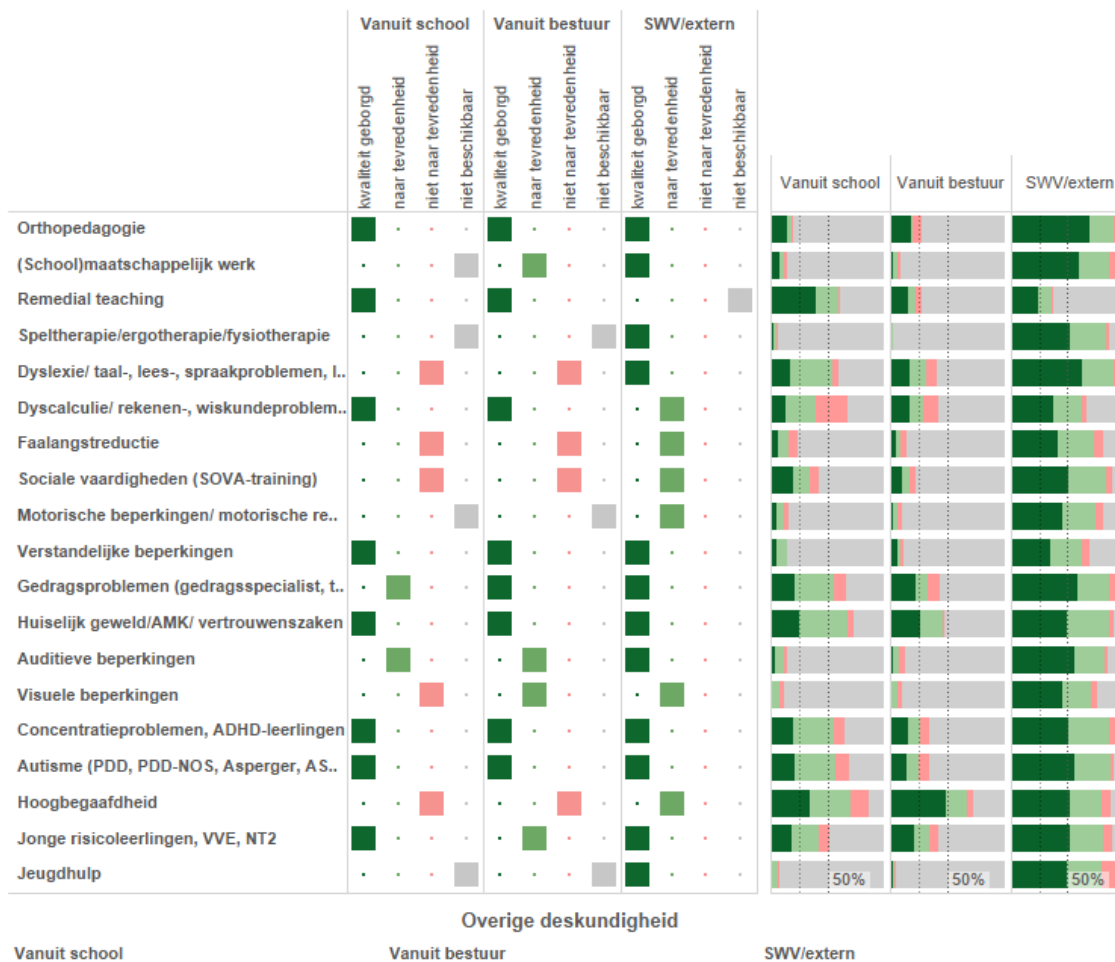 Vanuit school Vanuit bestuur SWV/extern
kwaliteit geborgd
naar tevredenheid
niet naar tevredenheid
niet beschikbaar
kwaliteit geborgd
naar tevredenheid
niet naar tevredenheid
niet beschikbaar
kwaliteit geborgd
naar tevredenheid
niet naar tevredenheid
niet beschikbaar
Vanuit school Vanuit bestuur SWV/extern
Orthopedagogie
(School)maatschappelijk werk
Remedial teaching
Speltherapie/ergotherapie/fysiotherapie
Dyslexie/ taal-, lees-, spraakproblemen, l..
Dyscalculie/ rekenen-, wiskundeproblem..
Faalangstreductie
Sociale vaardigheden (SOVA-training)
Motorische beperkingen/ motorische re..
Verstandelijke beperkingen
Gedragsproblemen (gedragsspecialist, t..
Huiselijk geweld/AMK/ vertrouwenszaken
Auditieve beperkingen
Visuele beperkingen
Concentratieproblemen, ADHD-leerlingen
Autisme (PDD, PDD-NOS, Asperger, AS..
Hoogbegaafdheid
Jonge risicoleerlingen, VVE, NT2
Jeugdhulp
50% 50% 50%
Overige deskundigheid
Vanuit school Vanuit bestuur SWV/extern